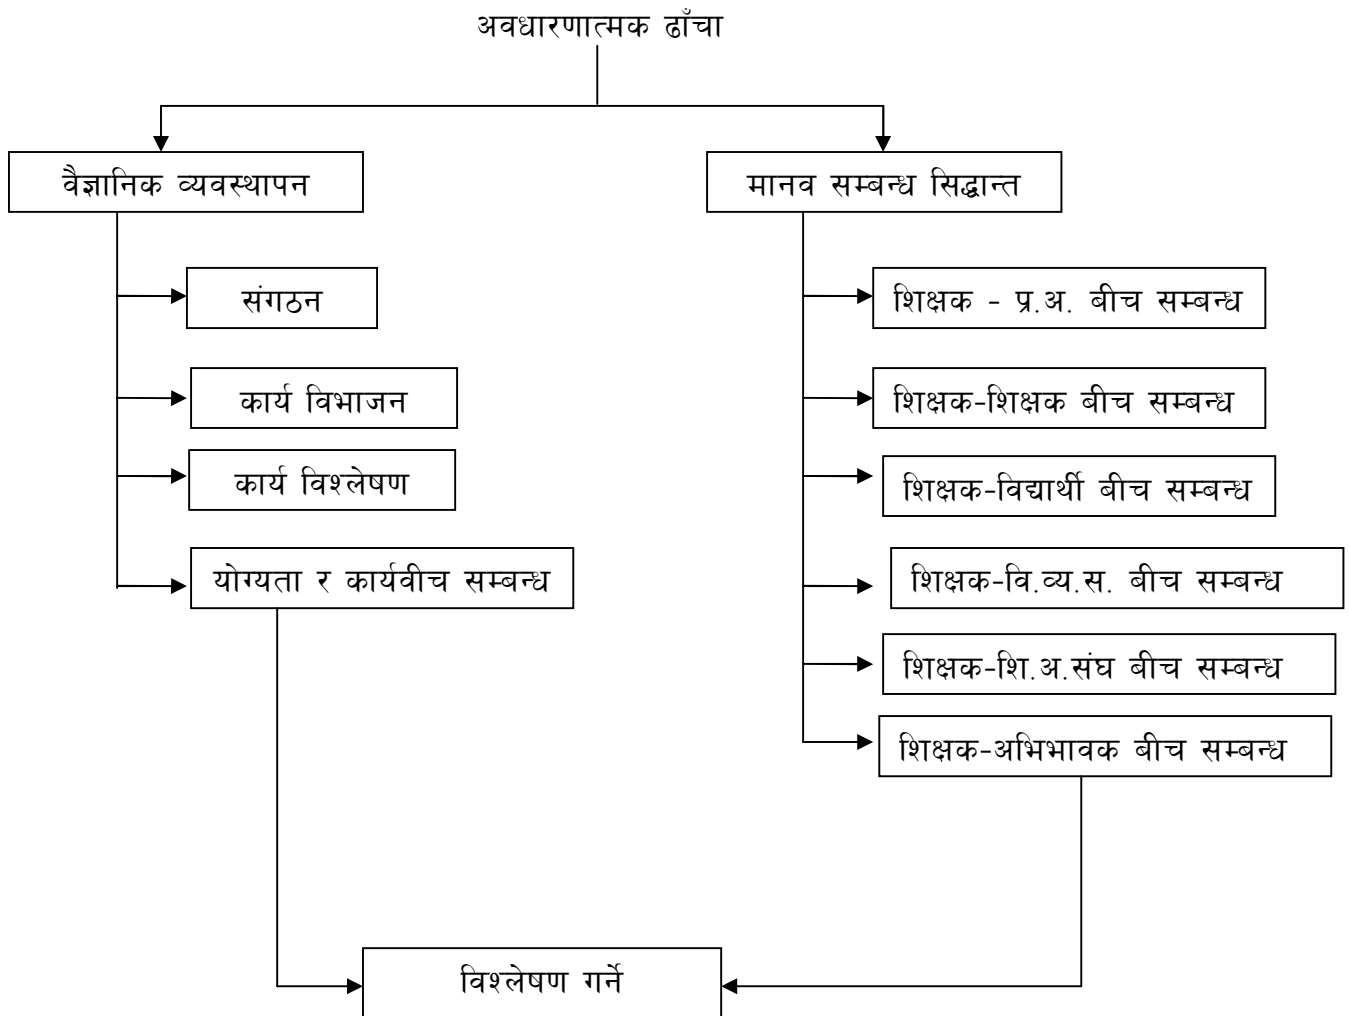 अवधारणात्मक ढाँचा
वैज्ञानिक व्यवस्थापन
मानव सम्बन्ध सिद्धान्त
संगठन
कार्य विभाजन
कार्य विश्लेषण
योग्यता र कार्यवीच सम्बन्ध
शिक्षक - प्र.अ. बीच सम्बन्ध
शिक्षक-शिक्षक बीच सम्बन्ध
शिक्षक-विद्यार्थी बीच सम्बन्ध
शिक्षक-वि.व्य.स. बीच सम्बन्ध
शिक्षक-शि.अ.संघ बीच सम्बन्ध
शिक्षक-अभिभावक बीच सम्बन्ध
विश्लेषण गर्ने